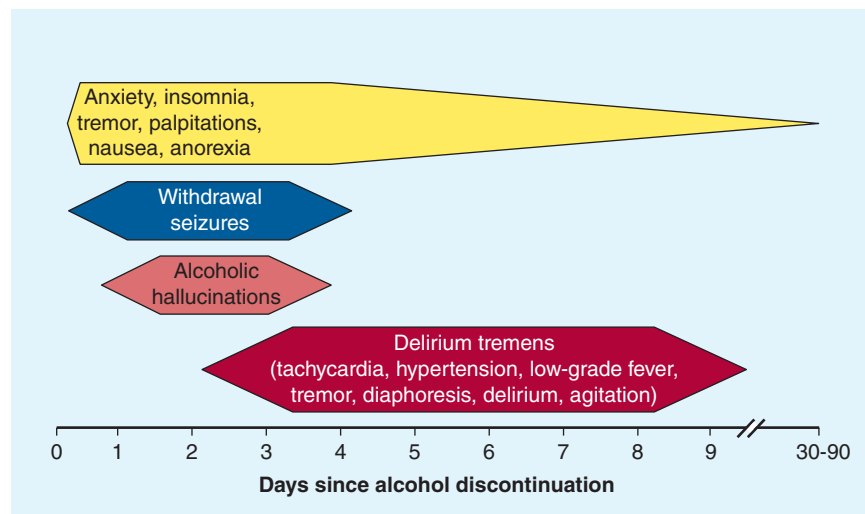 Anxiety, insomnia,
tremor, palpitations,
nausea, anorexia
Withdrawal
seizures
Alcoholic
hallucinations
Delirium tremens
(tachycardia, hypertension, low-grade fever,
tremor, diaphoresis, delirium, agitation)
0 1 2 3 4 5 6 7 8 9 30-90
Days since alcohol discontinuation